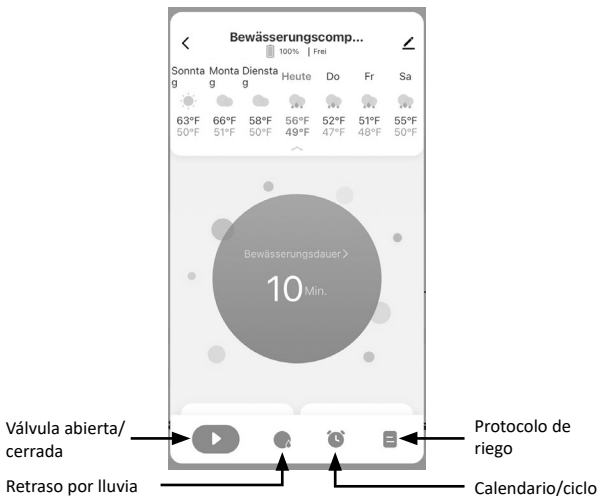 Bewässerungscomp...
100% | Frei
Sonnta Monta Diensta Heute Do Fr Sa
g g g
63°F 66°F 58°F 56°F 52°F 51°F 55°F
50°F 51°F 50°F 49°F 47°F 48°F 50°F
Bewässerungsdauer >
10 Min.
Válvula abierta/
cerrada
Retraso por lluvia
Protocolo de
riego
Calendario/ciclo